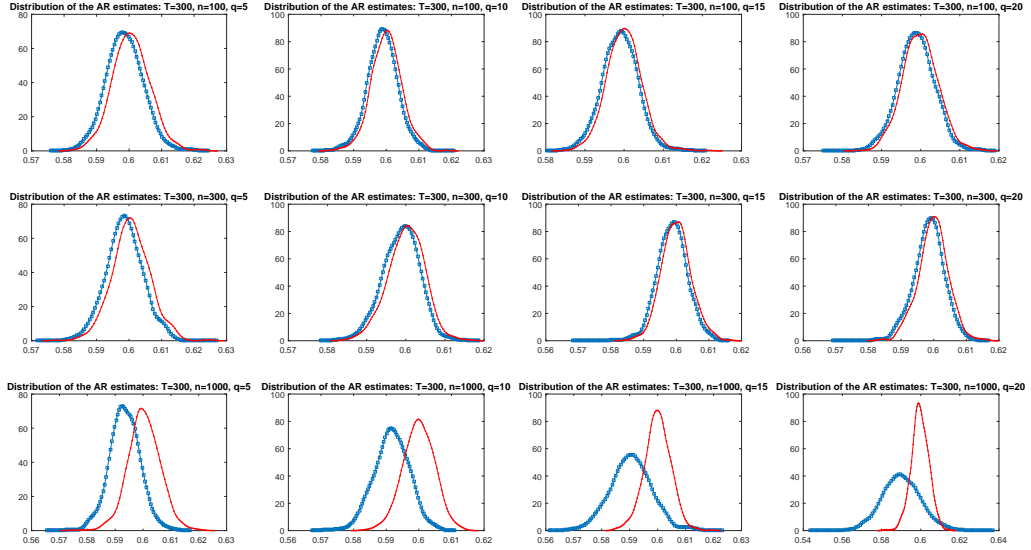 Distribution of the AR estimates: T=300, n=100, q=5
80
60
40
20
0
0.57 0.58 0.59 0.6 0.61 0.62 0.63
Distribution of the AR estimates: T=300, n=100, q=10
100
80
60
40
20
0
0.57 0.58 0.59 0.6 0.61 0.62 0.63
Distribution of the AR estimates: T=300, n=100, q=15
100
80
60
40
20
0
0.58 0.59 0.6 0.61 0.62 0.63
Distribution of the AR estimates: T=300, n=100, q=20
100
80
60
40
20
0
0.57 0.58 0.59 0.6 0.61 0.62
Distribution of the AR estimates: T=300, n=300, q=5
80
60
40
20
0
0.57 0.58 0.59 0.6 0.61 0.62 0.63
Distribution of the AR estimates: T=300, n=300, q=10
100
80
60
40
20
0
0.57 0.58 0.59 0.6 0.61 0.62
Distribution of the AR estimates: T=300, n=300, q=15
100
80
60
40
20
0
0.56 0.57 0.58 0.59 0.6 0.61 0.62
Distribution of the AR estimates: T=300, n=300, q=20
100
80
60
40
20
0
0.56 0.57 0.58 0.59 0.6 0.61 0.62
Distribution of the AR estimates: T=300, n=1000, q=5
80
60
40
20
0
0.56 0.57 0.58 0.59 0.6 0.61 0.62 0.63
Distribution of the AR estimates: T=300, n=1000, q=10
100
80
60
40
20
0
0.56 0.57 0.58 0.59 0.6 0.61 0.62
Distribution of the AR estimates: T=300, n=1000, q=15
100
80
60
40
20
0
0.56 0.57 0.58 0.59 0.6 0.61 0.62 0.63
Distribution of the AR estimates: T=300, n=1000, q=20
100
80
60
40
20
0
0.54 0.56 0.58 0.6 0.62 0.64